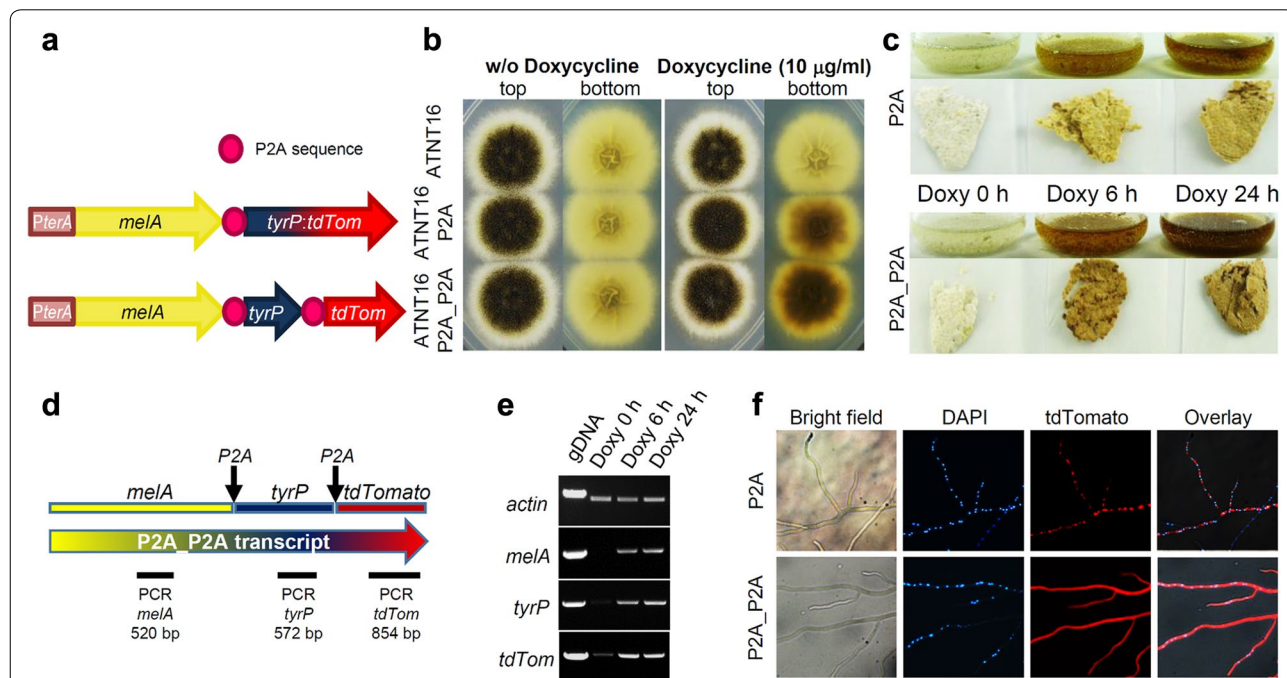 a
P2A sequence
PterA
melA
tyrP:tdTom
PterA
melA
tyrP
tdTom
b
w/o Doxycycline
Doxycycline (10 µg/ml)
top
bottom
top
bottom
ATNT16
ATNT16
P2A
ATNT16
P2A_P2A
c
P2A
Doxy 0 h
Doxy 6 h
Doxy 24 h
P2A_P2A
d
P2A
P2A
melA
tyrP
tdTomato
P2A_P2A transcript
PCR
melA
520 bp
PCR
tyrP
572 bp
PCR
tdTom
854 bp
e
gDNA
Doxy 0 h
Doxy 6 h
Doxy 24 h
actin
melA
tyrP
tdTom
f
Bright field
DAPI
tdTomato
Overlay
P2A
P2A_P2A